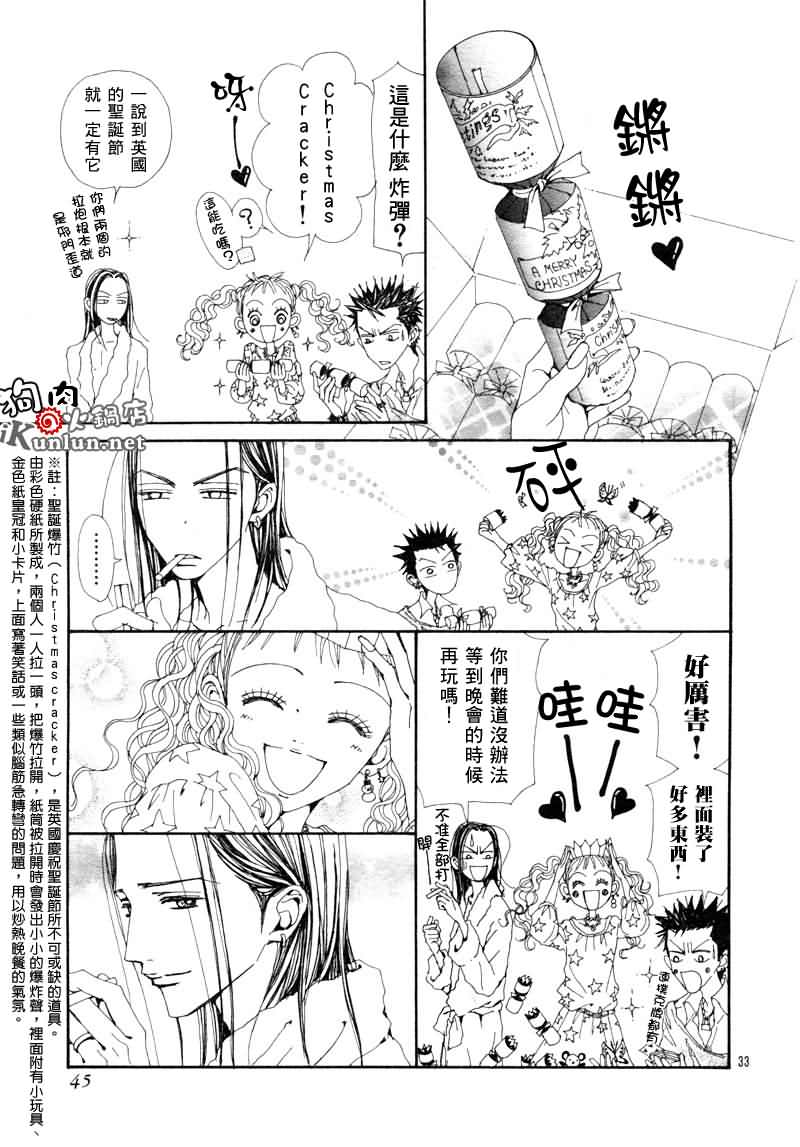 鏘
鏘
ttings
A MERRY
CHRISTMAS
Chris
這是什麼炸彈？
Christmas
Cracker!
呀
？
這能吃嗎？
一說到英國
的聖誕節
就一定有它
你們兩個的
拉炮根本就
是邪門歪道
砰
………
好厲害！
裡面裝了
好多東西！
哇
哇
連撲克牌都有
你們難道沒辦法
等到晚會的時候
再玩嗎！
不准全部打
開
※註：聖誕爆竹（Christmas cracker），是英國慶祝聖誕節所不可或缺的道具。
由彩色硬紙所製成，兩個人一人拉一頭，把爆竹拉開，紙筒被拉開時會發出小小的爆炸聲，裡面附有小玩具、
金色紙皇冠和小卡片，上面寫著笑話或一些類似腦筋急轉彎的問題，用以炒熱晚餐的氣氛。
狗肉
火鍋店
iKunlun.net
33
45